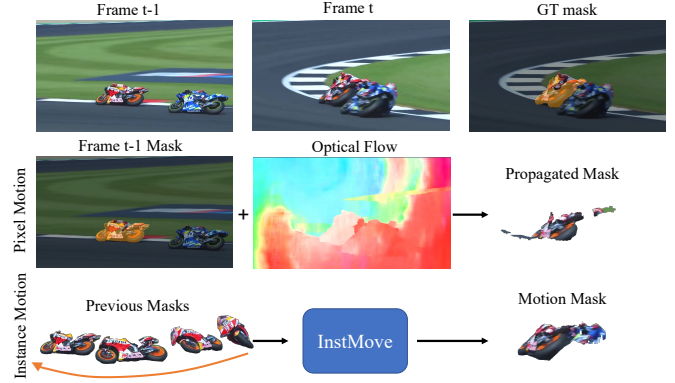 Frame t-1
Frame t
GT mask
Frame t-1 Mask
Optical Flow
Propagated Mask
Pixel Motion
+
Instance Motion
Previous Masks
InstMove
Motion Mask